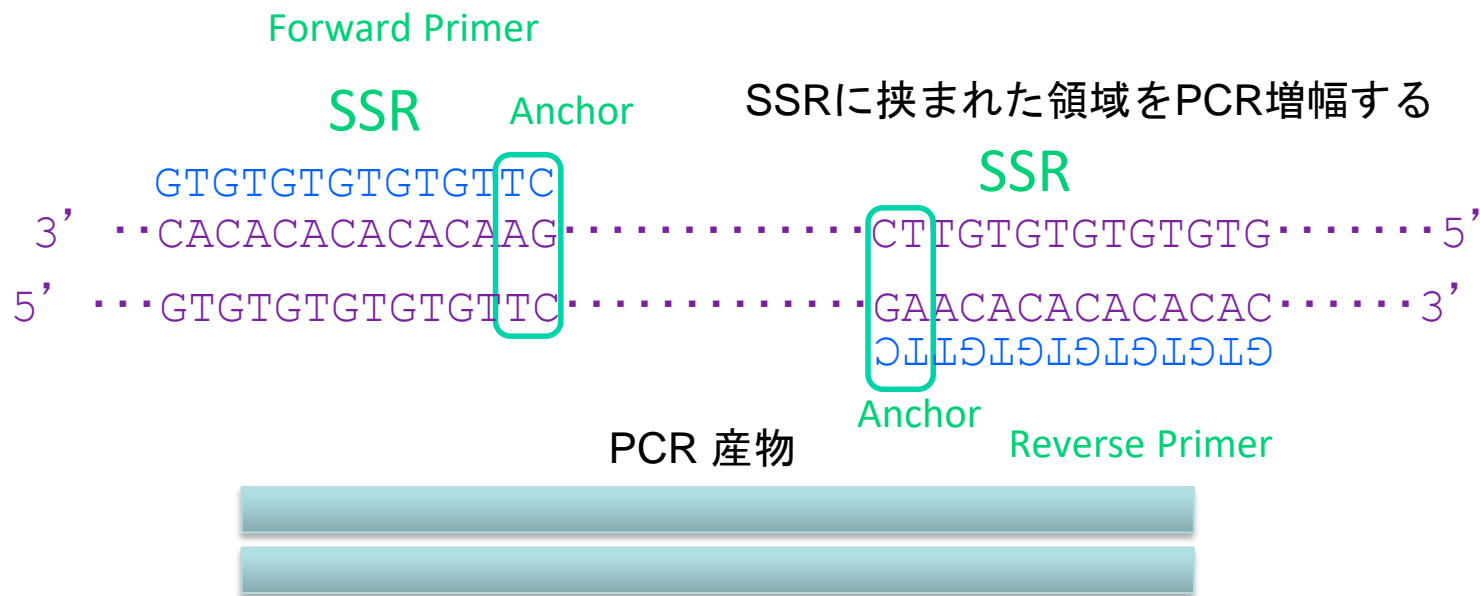 Forward Primer
SSR Anchor SSRに挟まれた領域をPCR増幅する
GTGTGTGTGTGTTC SSR
3’ ··CACACACACACAAG·············CTTGTGTGTGTGTG·······5’
5’ ···GTGTGTGTGTGTTC·············GAACACACACACAC······3’
GTGTGTGTGTGTTC
Anchor
PCR 産物 Reverse Primer